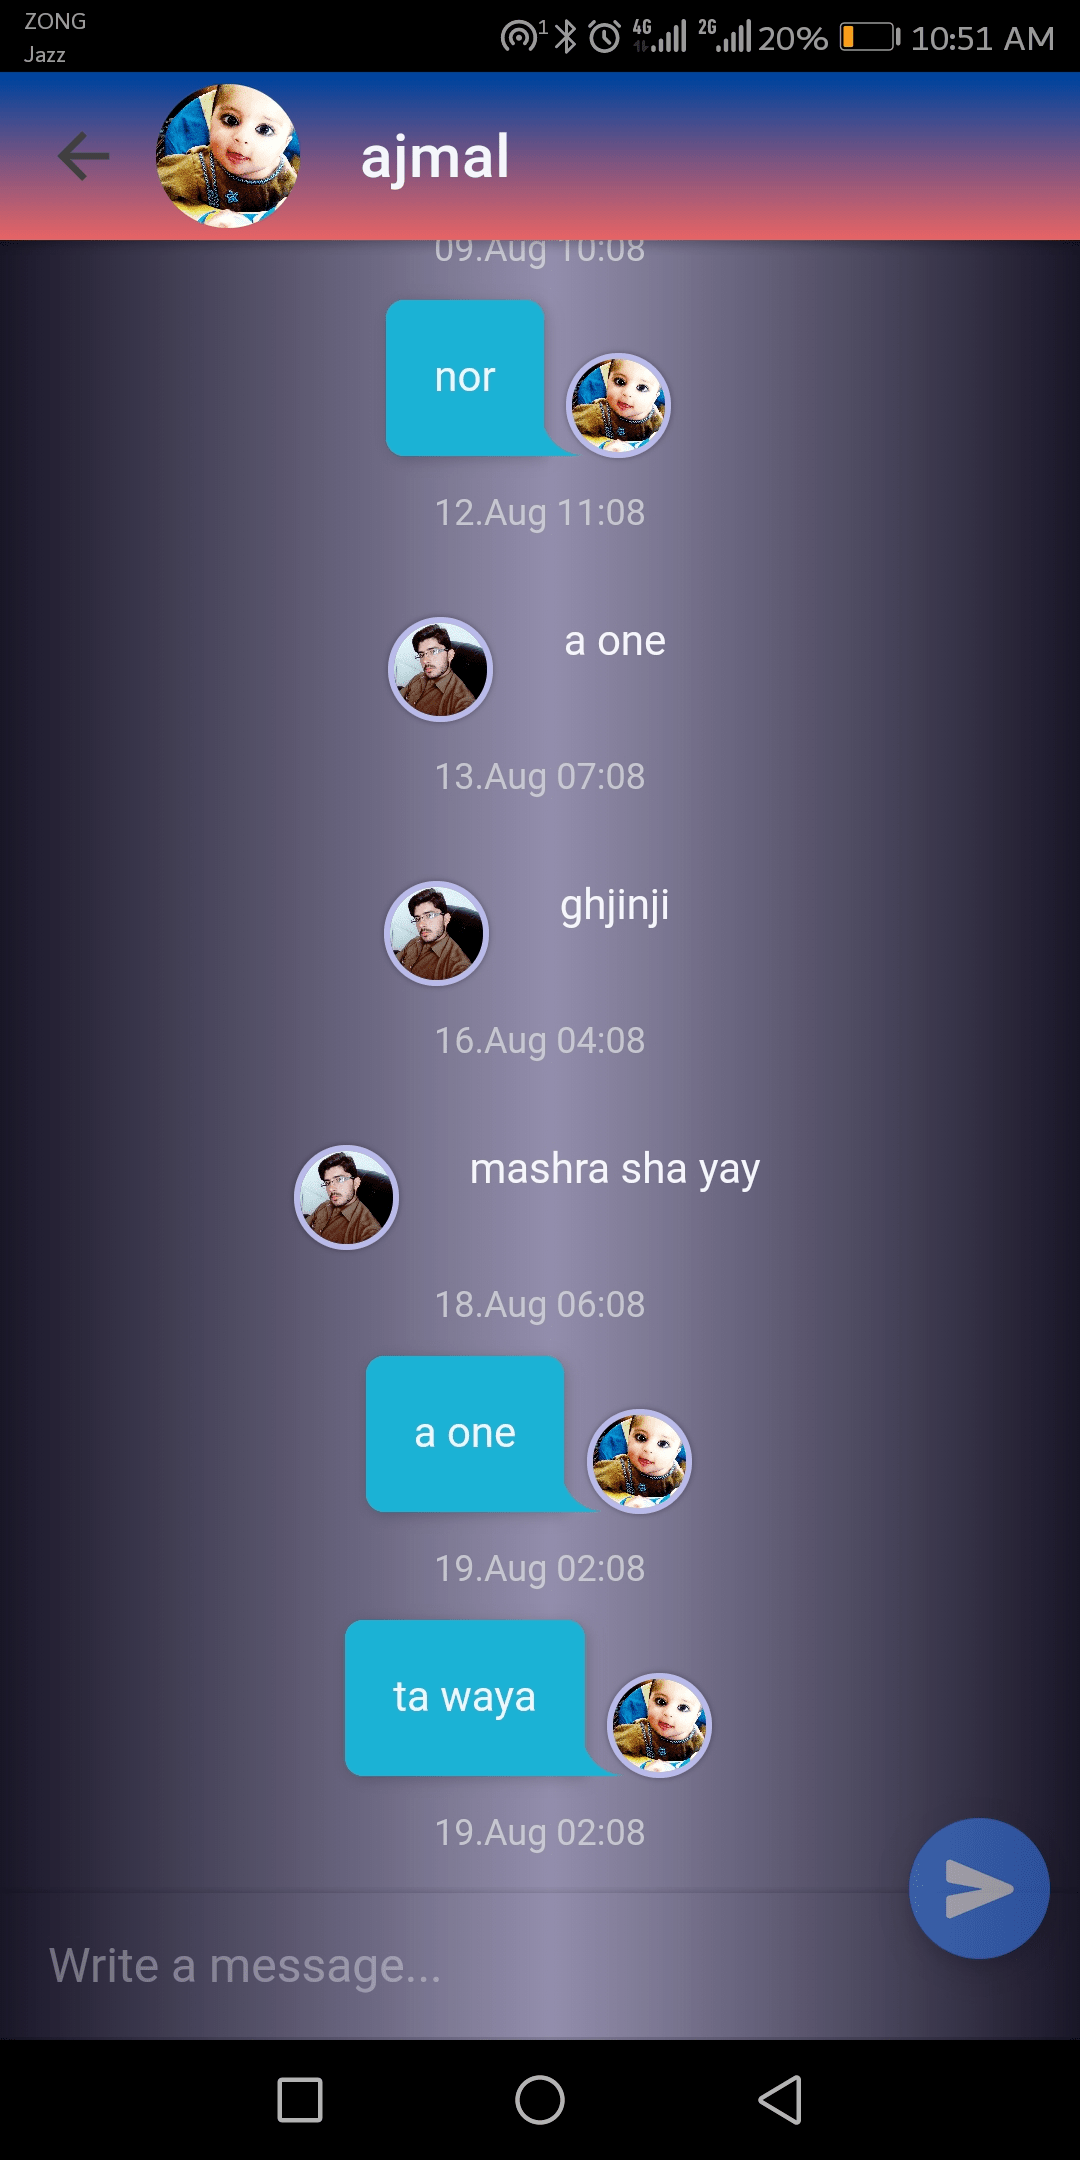 ZONG
Jazz
1 4G 2G 20% 10:51 AM
ajmal
09.Aug 10:08
nor
12.Aug 11:08
a one
13.Aug 07:08
ghjinji
16.Aug 04:08
mashra sha yay
18.Aug 06:08
a one
19.Aug 02:08
ta waya
19.Aug 02:08
Write a message...